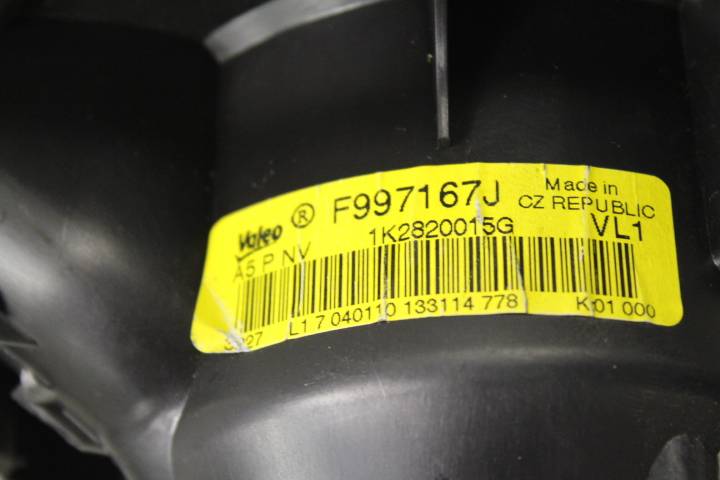 Valeo ® F997167J Made in
CZ REPUBLIC
1K2820015G VL1
A5 P NV
L1 7 040110 133114 778 K 01 000